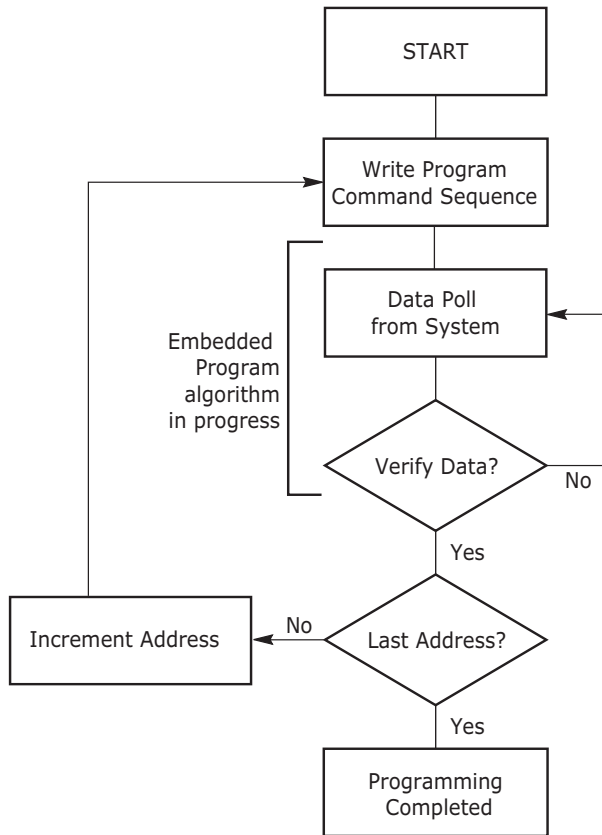 START
Write Program
Command Sequence
Data Poll
from System
Embedded
Program
algorithm
in progress
Verify Data?
No
Yes
Last Address?
No
Increment Address
Yes
Programming
Completed